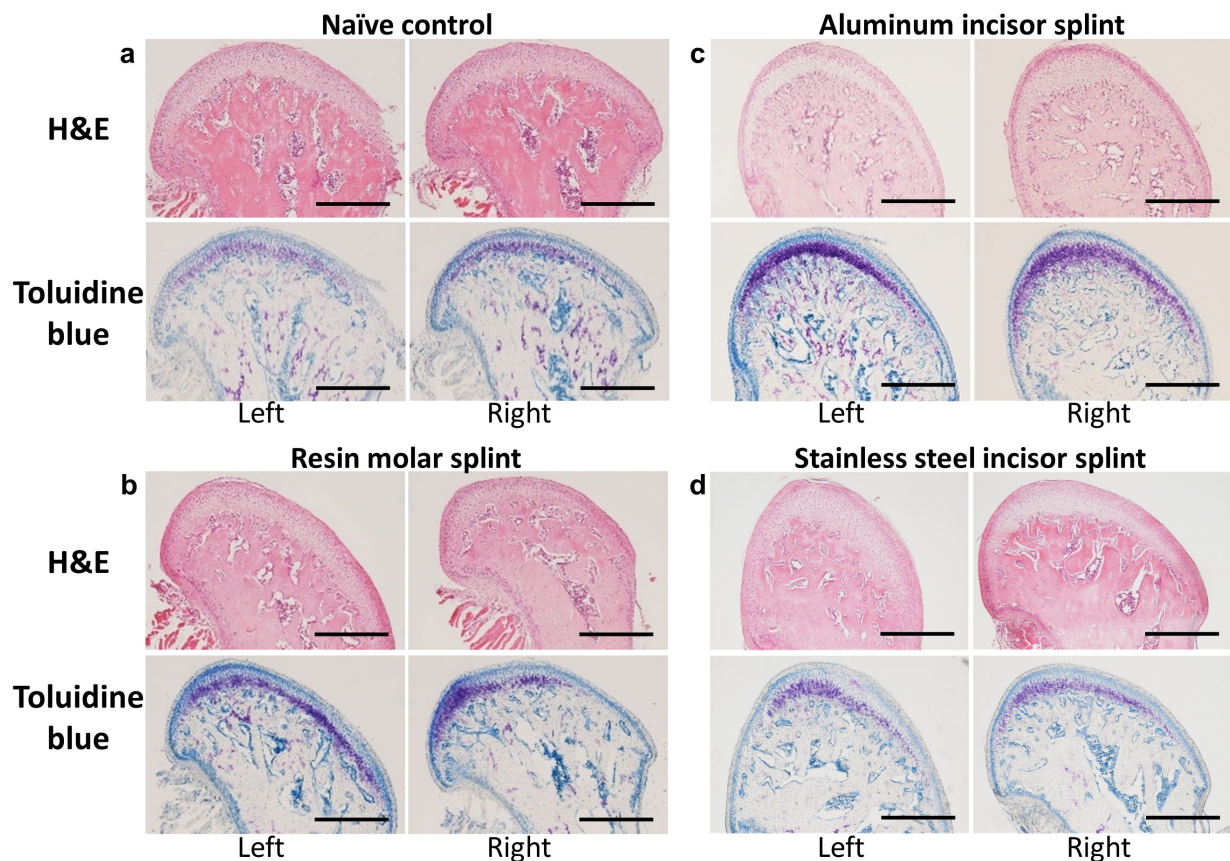 Naïve control
a
H&E
Toluidine
blue
Left
Right
Aluminum incisor splint
c
Left
Right
Resin molar splint
b
H&E
Toluidine
blue
Left
Right
Stainless steel incisor splint
d
Left
Right